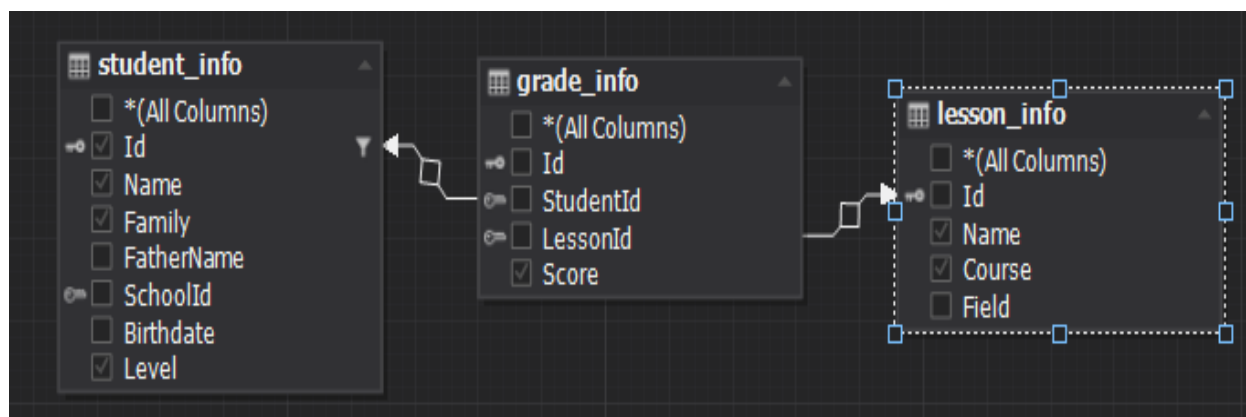 student_info
*(All Columns)
Id
Name
Family
FatherName
SchoolId
Birthdate
Level
grade_info
*(All Columns)
Id
StudentId
LessonId
Score
lesson_info
*(All Columns)
Id
Name
Course
Field